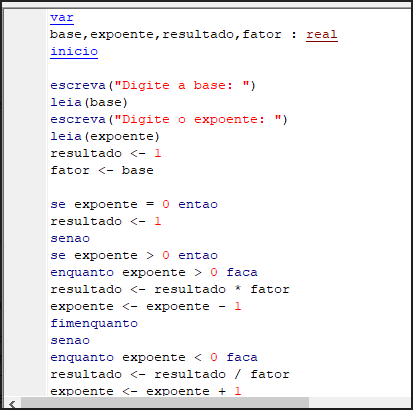 var
base,expoente,resultado,fator : real
inicio
escreva("Digite a base: ")
leia(base)
escreva("Digite o expoente: ")
leia(expoente)
resultado <- 1
fator <- base
se expoente = 0 entao
resultado <- 1
senao
se expoente > 0 entao
enquanto expoente > 0 faca
resultado <- resultado * fator
expoente <- expoente - 1
fimenquanto
senao
enquanto expoente < 0 faca
resultado <- resultado / fator
expoente <- expoente + 1